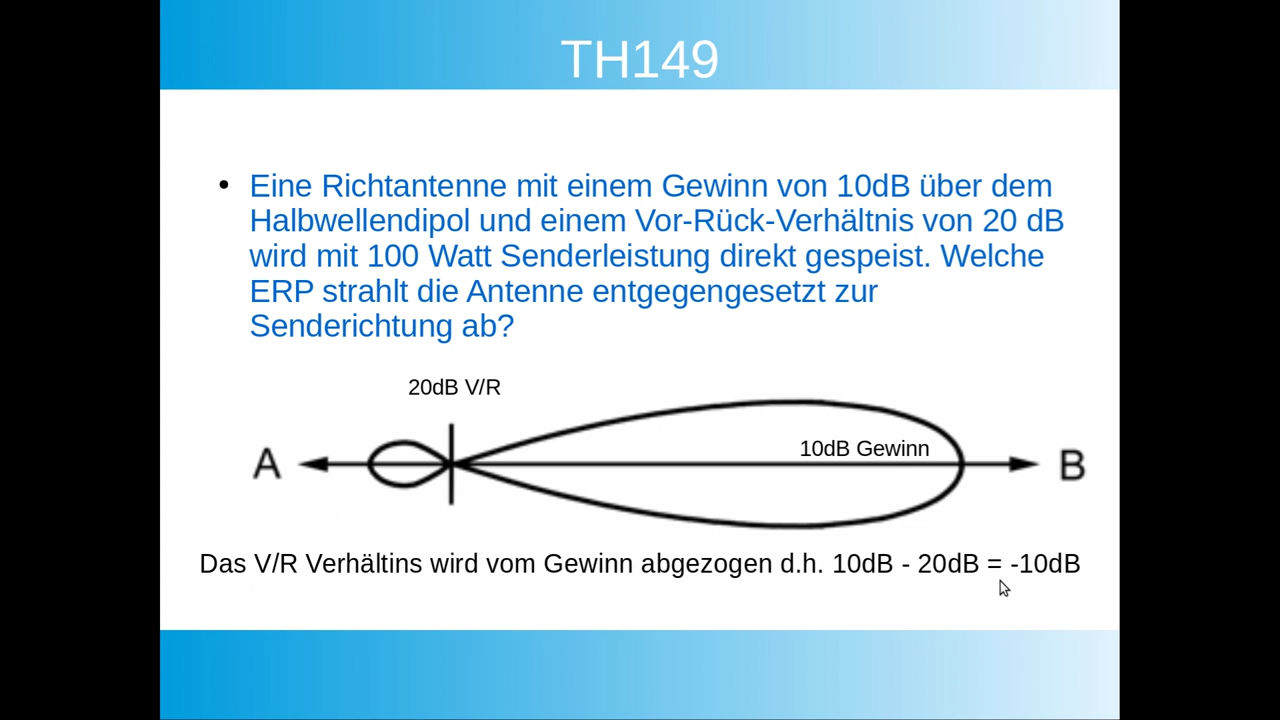 TH149
• Eine Richtantenne mit einem Gewinn von 10dB über dem
Halbwellendipol und einem Vor-Rück-Verhältnis von 20 dB
wird mit 100 Watt Senderleistung direkt gespeist. Welche
ERP strahlt die Antenne entgegengesetzt zur
Senderichtung ab?
20dB V/R
10dB Gewinn
A
B
Das V/R Verhältins wird vom Gewinn abgezogen d.h. 10dB - 20dB = -10dB